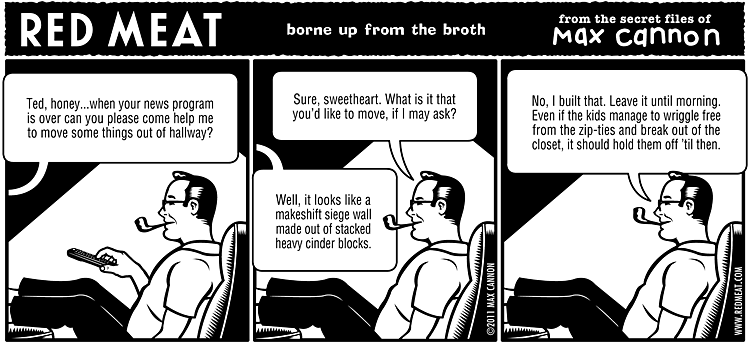 RED MEAT
borne up from the broth
from the secret files of
Max Cannon
Ted, honey...when your news program
is over can you please come help me
to move some things out of hallway?
Sure, sweetheart. What is it that
you'd like to move, if I may ask?
Well, it looks like a
makeshift siege wall
made out of stacked
heavy cinder blocks.
©2011 MAX CANNON
No, I built that. Leave it until morning.
Even if the kids manage to wriggle free
from the zip-ties and break out of the
closet, it should hold them off 'til then.
WWW.REDMEAT.COM